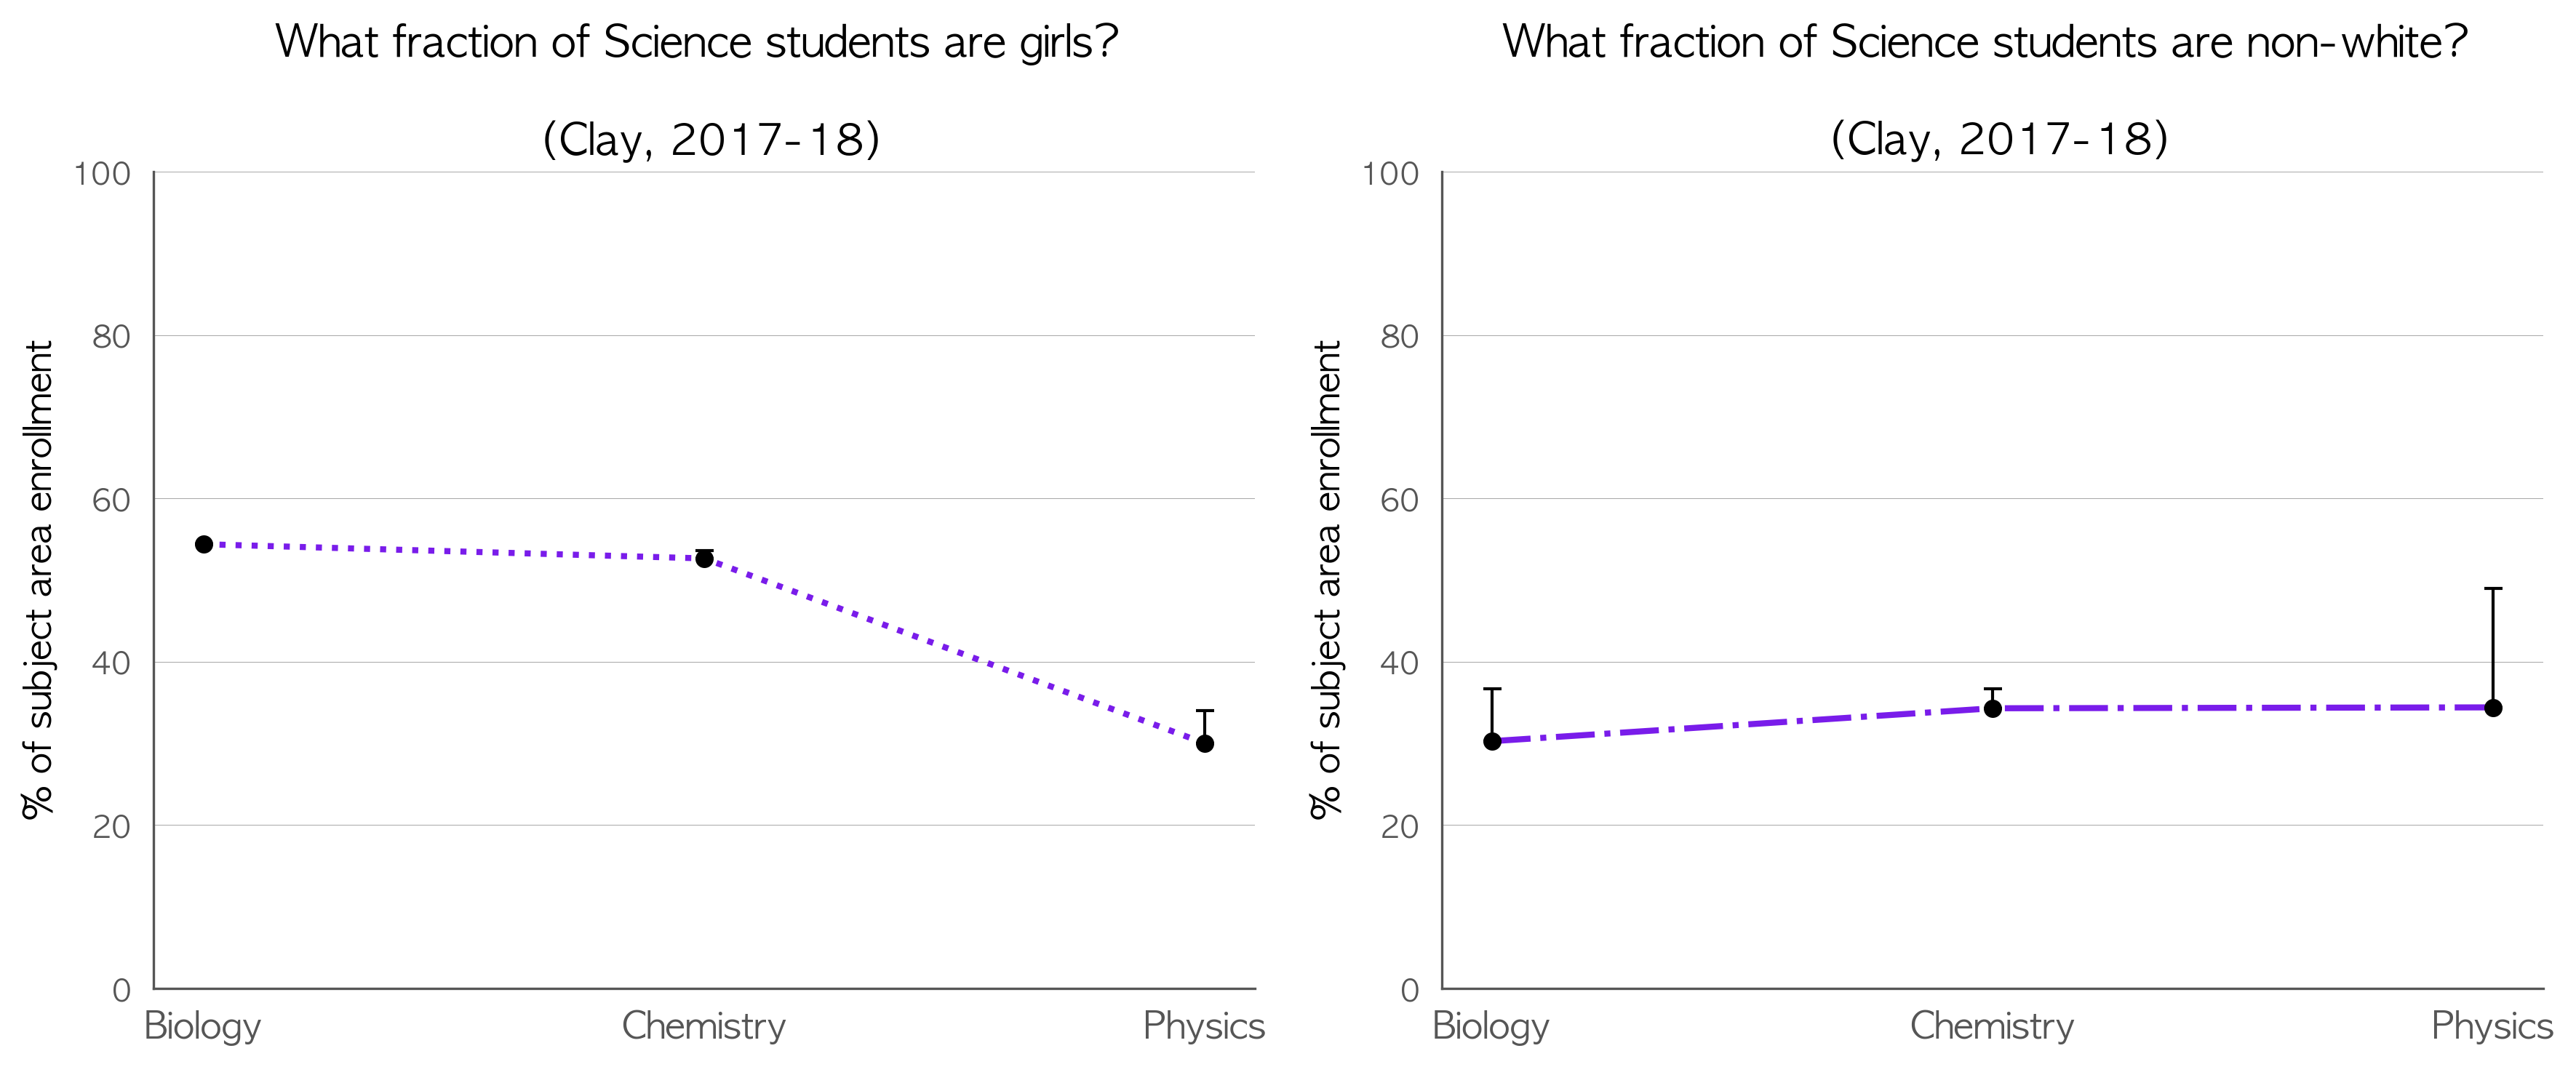 What fraction of Science students are girls?
(Clay, 2017-18)
% of subject area enrollment
100
80
60
40
20
0
Biology
Chemistry
Physics
What fraction of Science students are non-white?
(Clay, 2017-18)
% of subject area enrollment
100
80
60
40
20
0
Biology
Chemistry
Physics